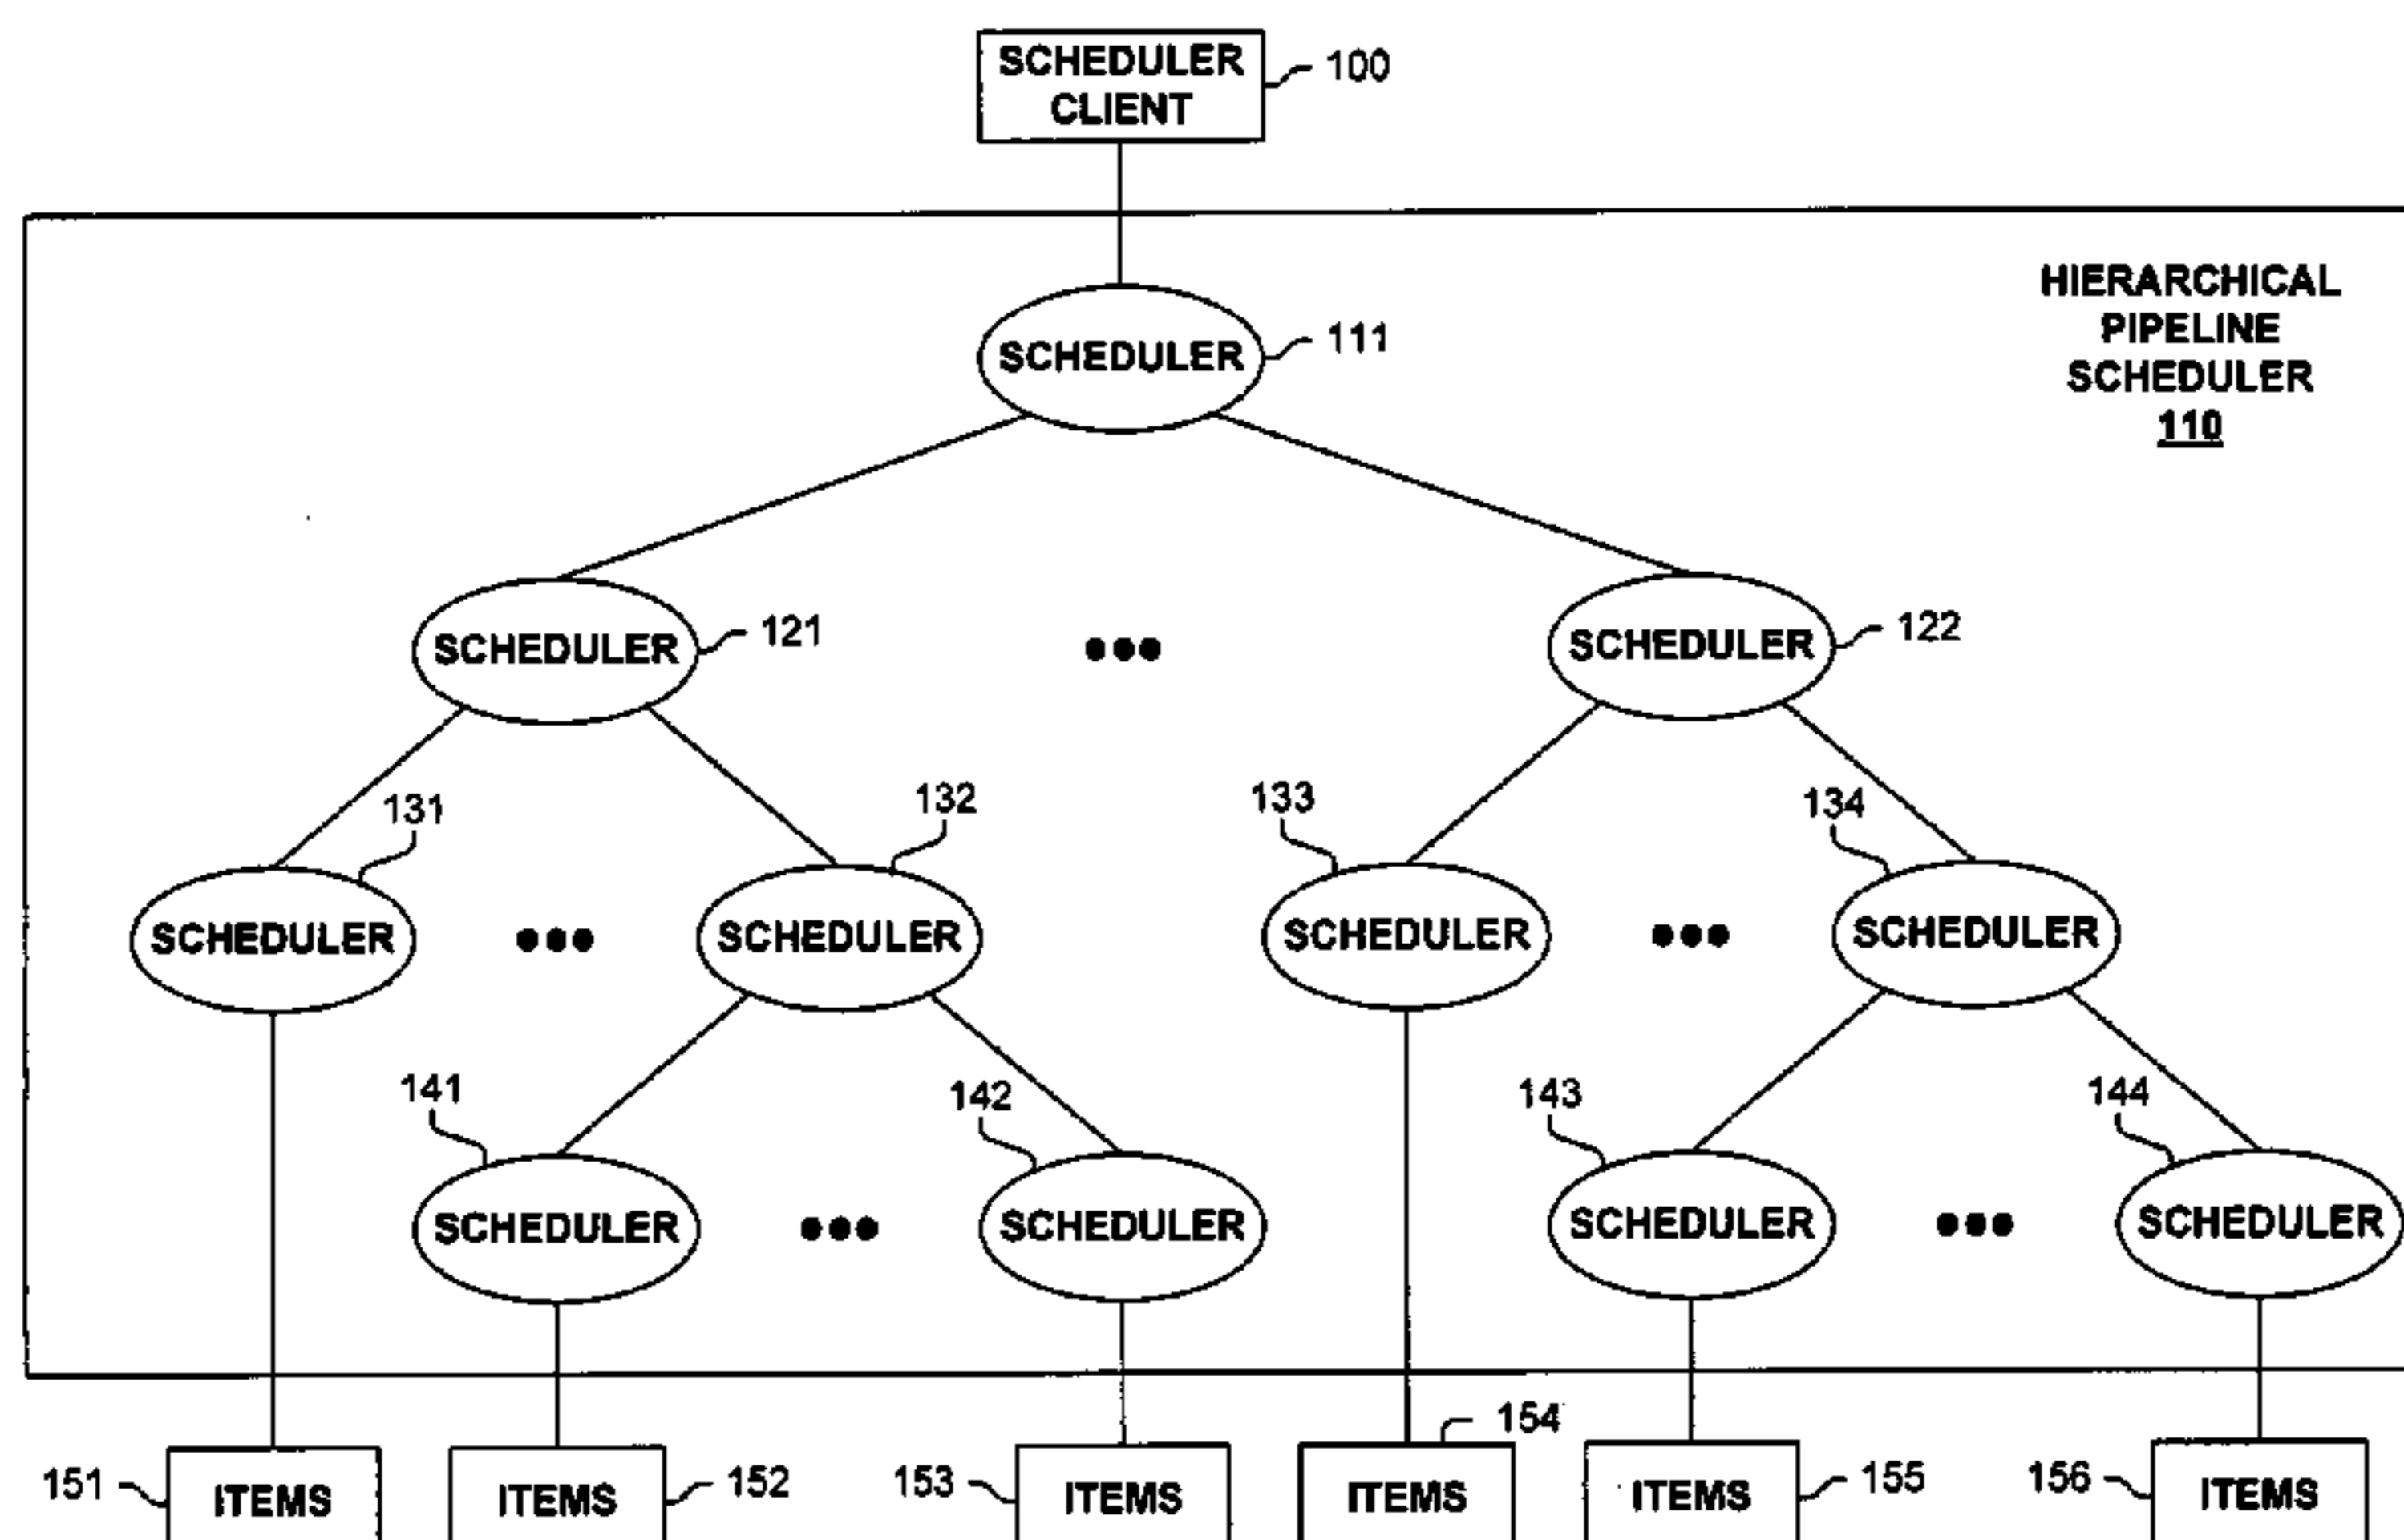 SCHEDULER
CLIENT
100
HIERARCHICAL
PIPELINE
SCHEDULER
110
SCHEDULER
111
SCHEDULER
121
SCHEDULER
122
131
132
133
134
SCHEDULER
SCHEDULER
SCHEDULER
SCHEDULER
141
142
143
144
SCHEDULER
SCHEDULER
SCHEDULER
SCHEDULER
151
ITEMS
ITEMS
152
153
ITEMS
154
ITEMS
ITEMS
155
156
ITEMS